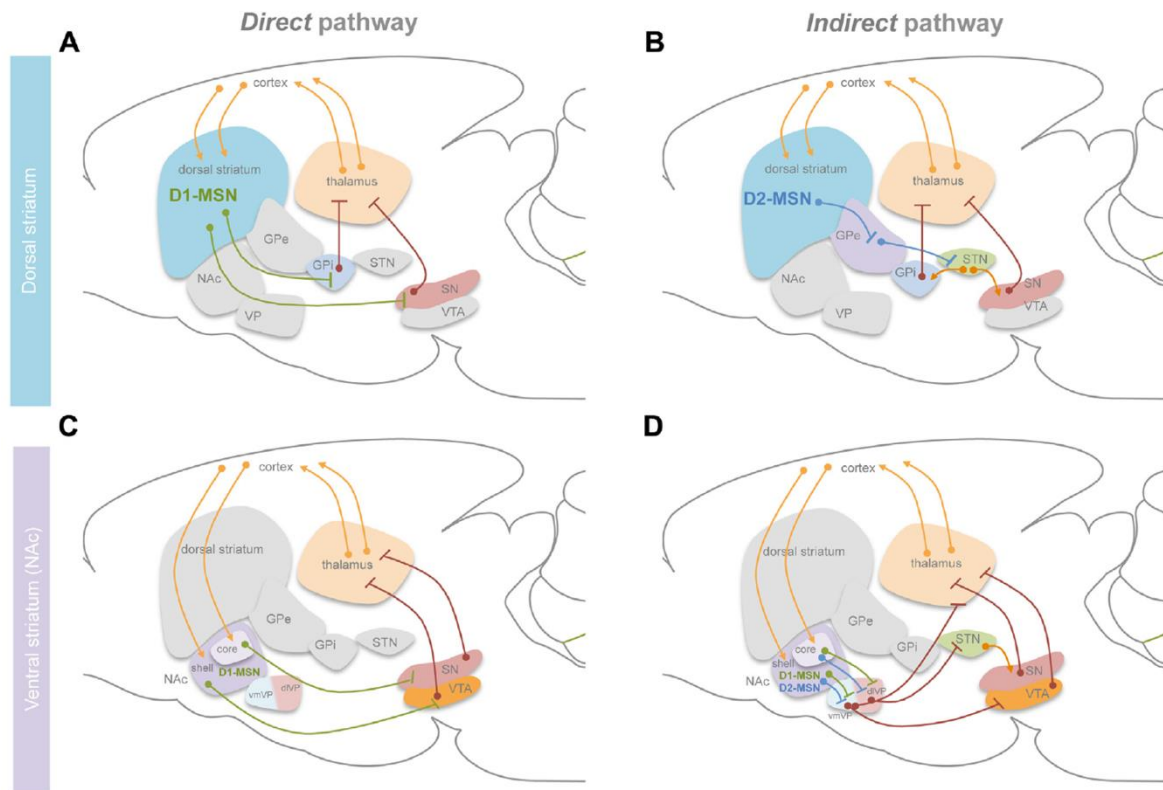 Direct pathway
Indirect pathway
Dorsal striatum
A
cortex
dorsal striatum
D1-MSN
thalamus
GPe
GPi
STN
NAc
VP
SN
VTA
B
cortex
dorsal striatum
D2-MSN
thalamus
GPe
GPi
STN
NAc
VP
SN
VTA
Ventral striatum (NAc)
C
cortex
dorsal striatum
thalamus
GPe
GPi
STN
core
shell
D1-MSN
NAc
vmVP
dlVP
SN
VTA
D
cortex
dorsal striatum
thalamus
GPe
GPi
STN
core
shell
NAc
D1-MSN
D2-MSN
dlVP
vmVP
SN
VTA